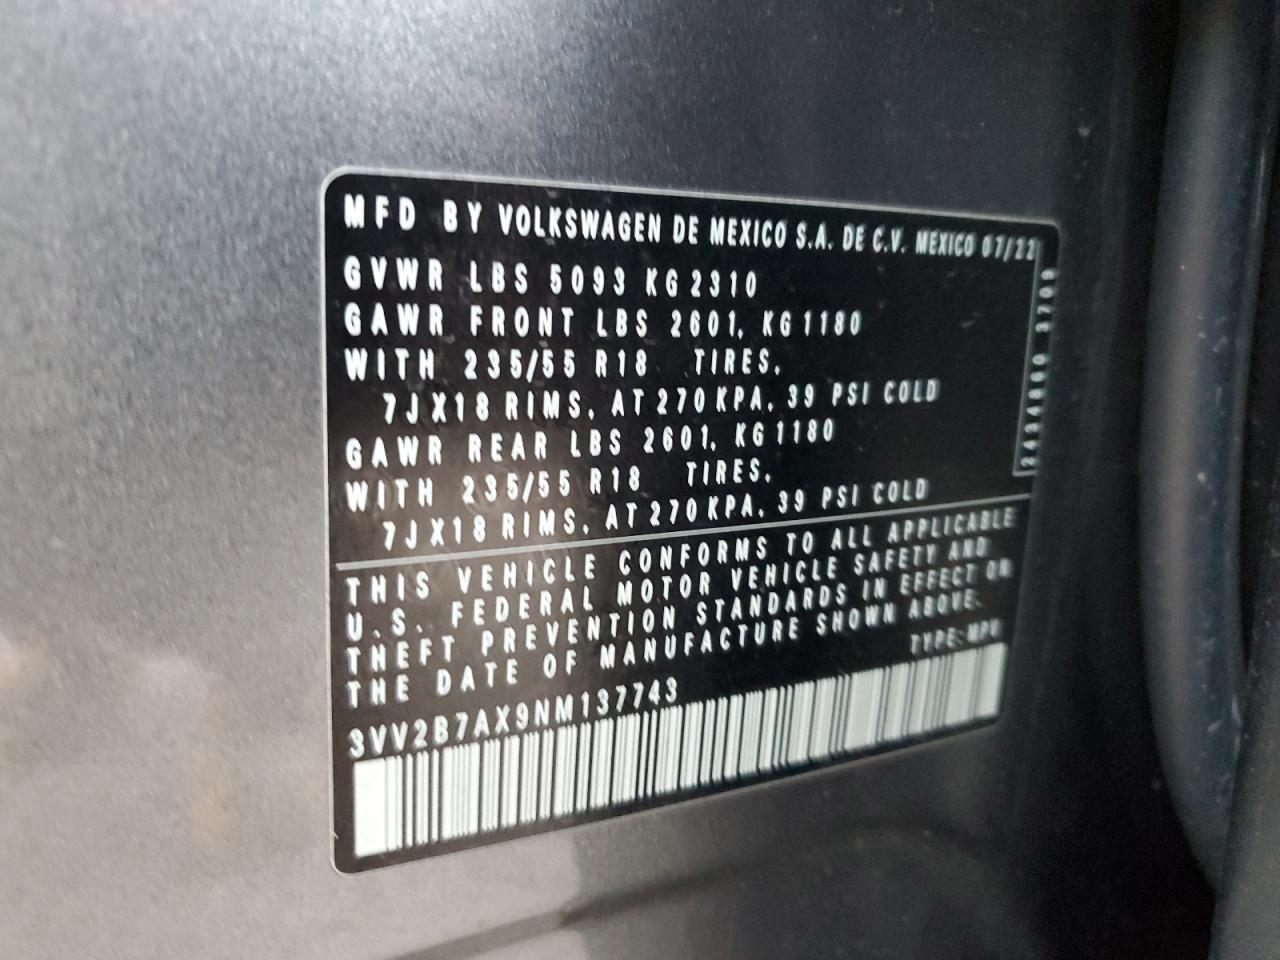 MFD BY VOLKSWAGEN DE MEXICO S.A. DE C.V. MEXICO 07/22
GVWR LBS 5093 KG 2310
GAWR FRONT LBS 2601, KG 1180
WITH 235/55 R18 TIRES,
7JX18 RIMS, AT 270 KPA, 39 PSI COLD
GAWR REAR LBS 2601, KG 1180
WITH 235/55 R18 TIRES,
7JX18 RIMS, AT 270 KPA, 39 PSI COLD
THIS VEHICLE CONFORMS TO ALL APPLICABLE
U.S. FEDERAL MOTOR VEHICLE SAFETY AND
THEFT PREVENTION STANDARDS IN EFFECT ON
THE DATE OF MANUFACTURE SHOWN ABOVE.
TYPE: MPV
3VV2B7AX9NM137743